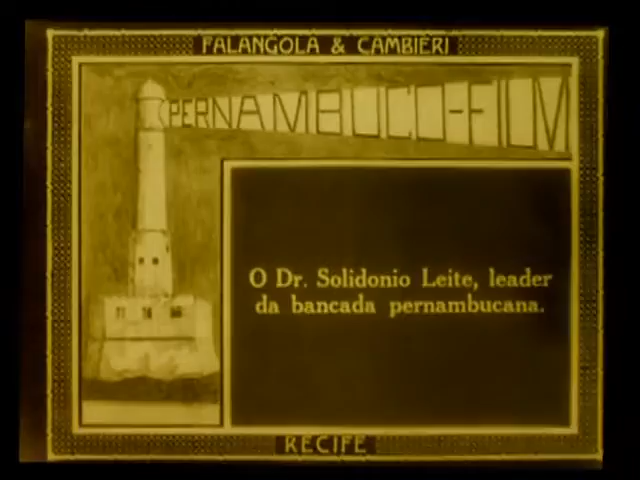 FALANGOLA & CAMBIERI
PERNAMBUCO-FILM
O Dr. Solidonio Leite, leader
da bancada pernambucana.
RECIFE